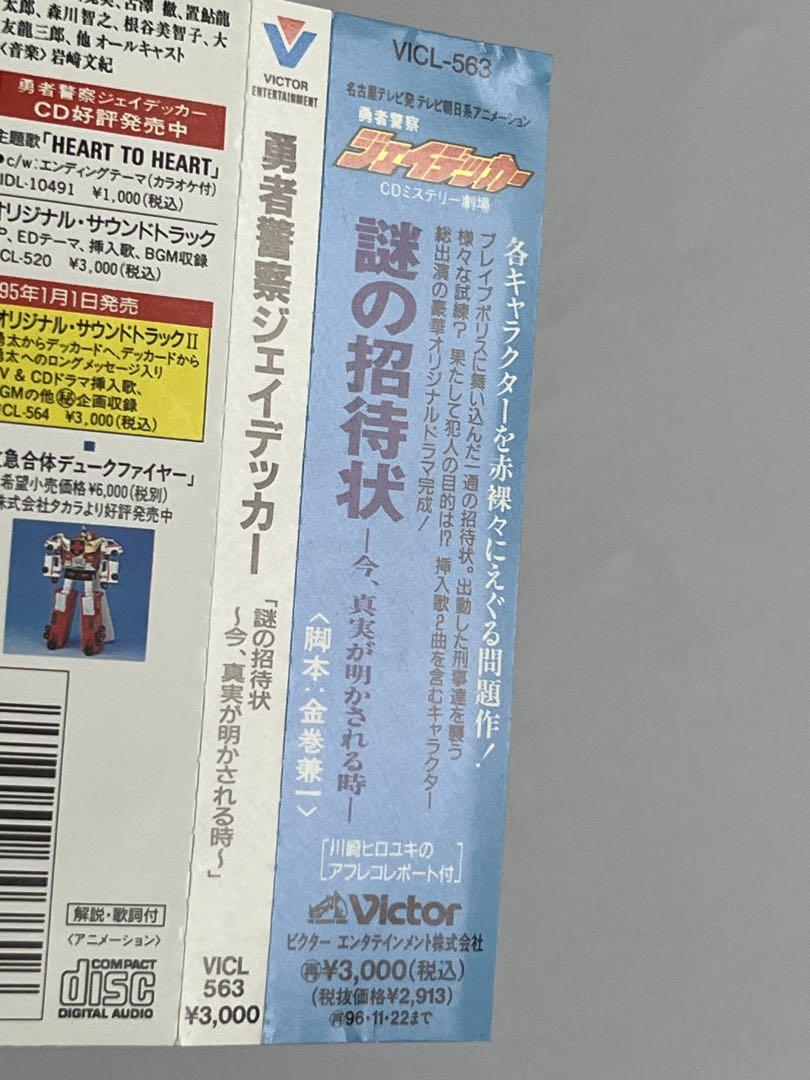 太郎、森川智之、根谷美智子、大
友龍三郎、他 オールキャスト
〈音楽〉岩﨑文紀
勇者警察ジェイデッカー
CD好評発売中
主題歌「HEART TO HEART」
●c/w:エンディングテーマ(カラオケ付)
IDL-10491 ¥1,000(税込)
オリジナル・サウンドトラック
P、EDテーマ、挿入歌、BGM収録
CL-520 ¥3,000(税込)
95年1月1日発売
オリジナル・サウンドトラックII
勇太からデッカードへ、デッカードから
勇太へのロングメッセージ入り
V & CDドラマ挿入歌、
GMの他㊙企画収録
CL-564 ¥3,000(税込)
急合体デュークファイヤー」
希望小売価格¥6,000(税別)
株式会社タカラより好評発売中
解説・歌詞付
〈アニメーション〉
COMPACT
disc
DIGITAL AUDIO
VICTOR
ENTERTAINMENT
勇者警察ジェイデッカー
「謎の招待状
〜今、真実が明かされる時〜」
VICL
563
¥3,000
VICL-563
名古屋テレビ発 テレビ朝日系アニメーション
勇者警察
ジェイデッカー
CDミステリー劇場
各キャラクターを赤裸々にえぐる問題作！
ブレイブポリスに舞い込んだ一通の招待状。出動した刑事達を襲う
様々な試練？ 果たして犯人の目的は!? 挿入歌2曲を含むキャラクター
総出演の豪華オリジナルドラマ完成！
謎の招待状
―今、真実が明かされる時―
〈脚本：金巻兼一〉
[川﨑ヒロユキの
アフレコレポート付]
Victor
ビクター エンタテインメント株式会社
㊢¥3,000(税込)
(税抜価格¥2,913)
㊢96・11・22まで